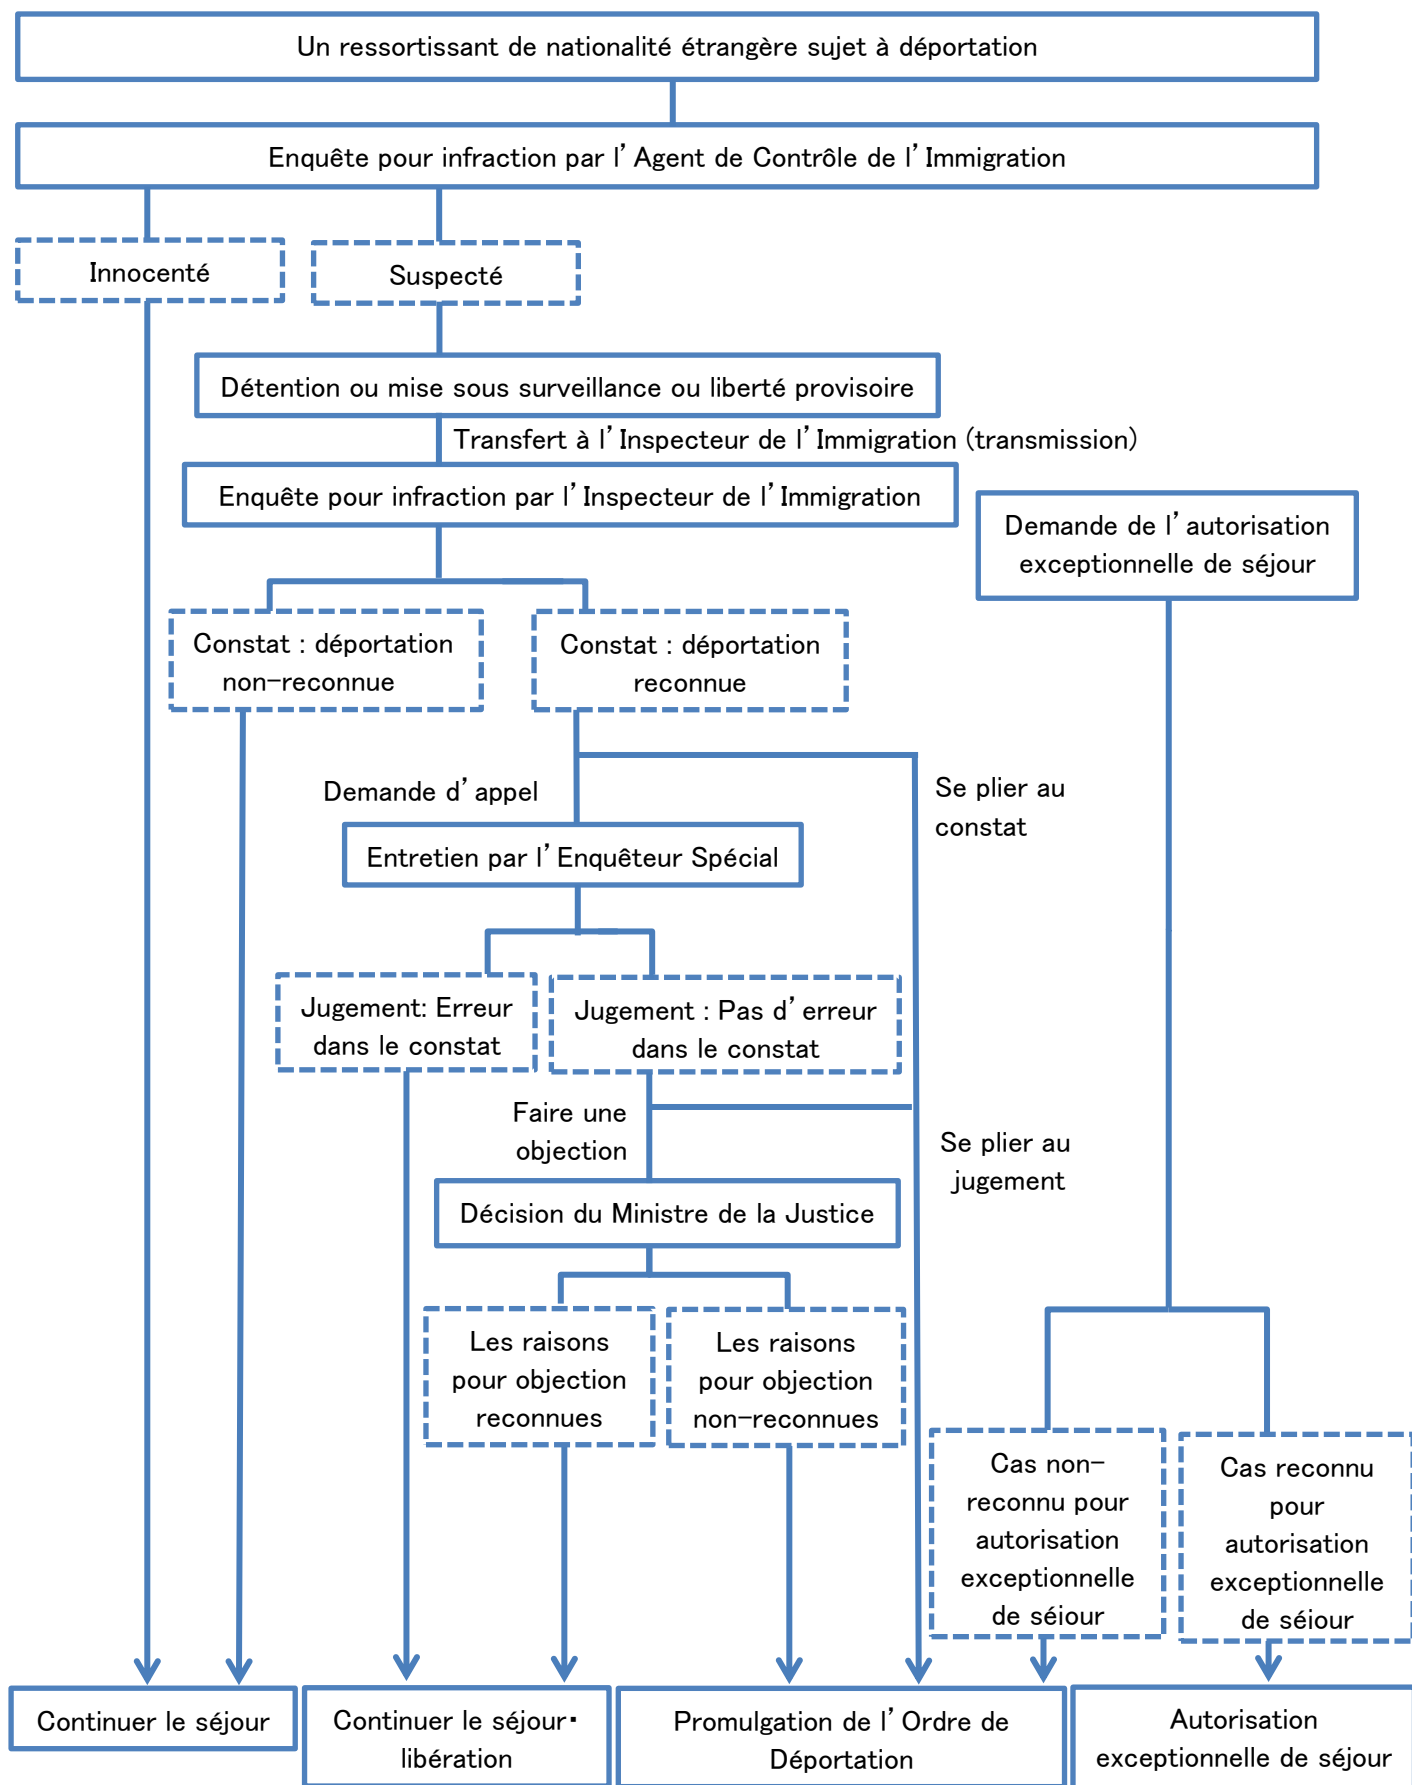 Un ressortissant de nationalité étrangère sujet à déportation
Enquête pour infraction par l’Agent de Contrôle de l’Immigration
Innocenté
Suspecté
Détention ou mise sous surveillance ou liberté provisoire
Transfert à l’Inspecteur de l’Immigration (transmission)
Enquête pour infraction par l’Inspecteur de l’Immigration
Demande de l’autorisation
exceptionnelle de séjour
Constat : déportation
non-reconnue
Constat : déportation
reconnue
Demande d’appel
Se plier au
constat
Entretien par l’Enquêteur Spécial
Jugement: Erreur
dans le constat
Jugement : Pas d’erreur
dans le constat
Faire une
objection
Se plier au
jugement
Décision du Ministre de la Justice
Les raisons
pour objection
reconnues
Les raisons
pour objection
non-reconnues
Cas non-
reconnu pour
autorisation
exceptionnelle
de séjour
Cas reconnu
pour
autorisation
exceptionnelle
de séjour
Continuer le séjour
Continuer le séjour・
libération
Promulgation de l’Ordre de
Déportation
Autorisation
exceptionnelle de séjour